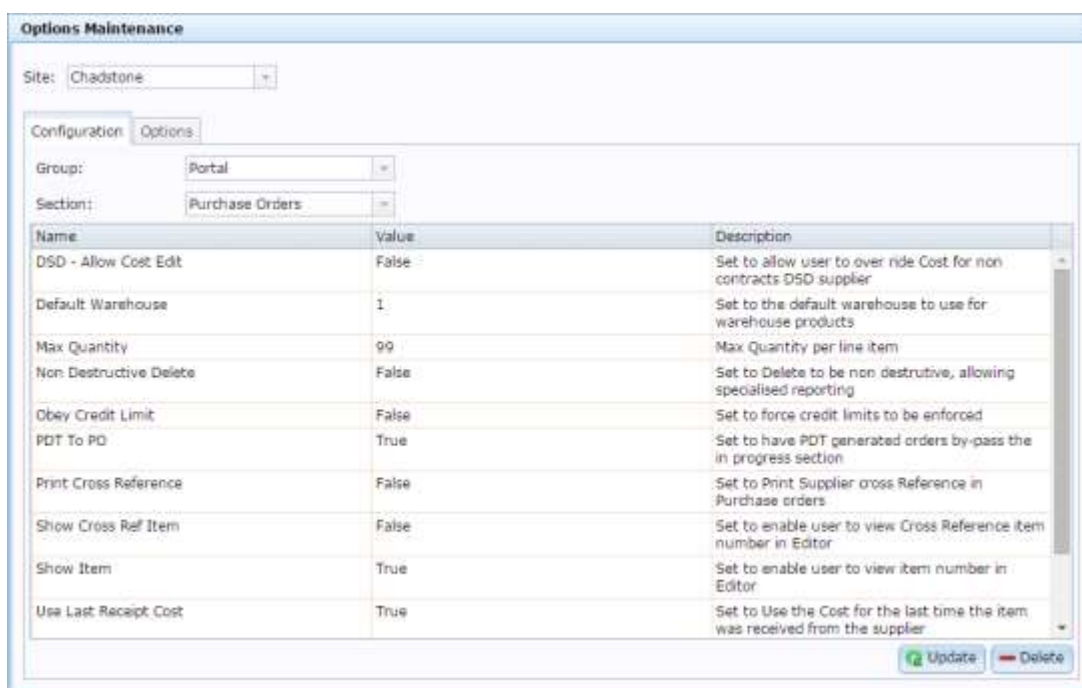 Options Maintenance
Site: Chadstone
Configuration Options
Group: Portal
Section: Purchase Orders
Name Value Description
DSD - Allow Cost Edit False Set to allow user to over ride Cost for non
contracts DSD supplier
Default Warehouse 1 Set to the default warehouse to use for
warehouse products
Max Quantity 99 Max Quantity per line item
Non Destructive Delete False Set to Delete to be non destrutive, allowing
specialised reporting
Obey Credit Limit False Set to force credit limits to be enforced
PDT To PO True Set to have PDT generated orders by-pass the
in progress section
Print Cross Reference False Set to Print Supplier cross Reference in
Purchase orders
Show Cross Ref Item False Set to enable user to view Cross Reference item
number in Editor
Show Item True Set to enable user to view item number in
Editor
Use Last Receipt Cost True Set to Use the Cost for the last time the item
was received from the supplier
Update Delete